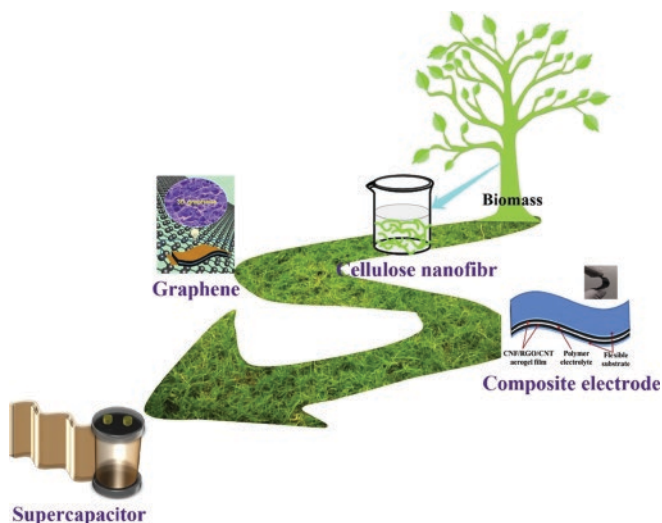 Biomass
Cellulose nanofibr
Graphene
CNF/RGO/CNT
aerogel film
Polymer
electrolyte
Flexible
substrate
Composite electrode
Supercapacitor